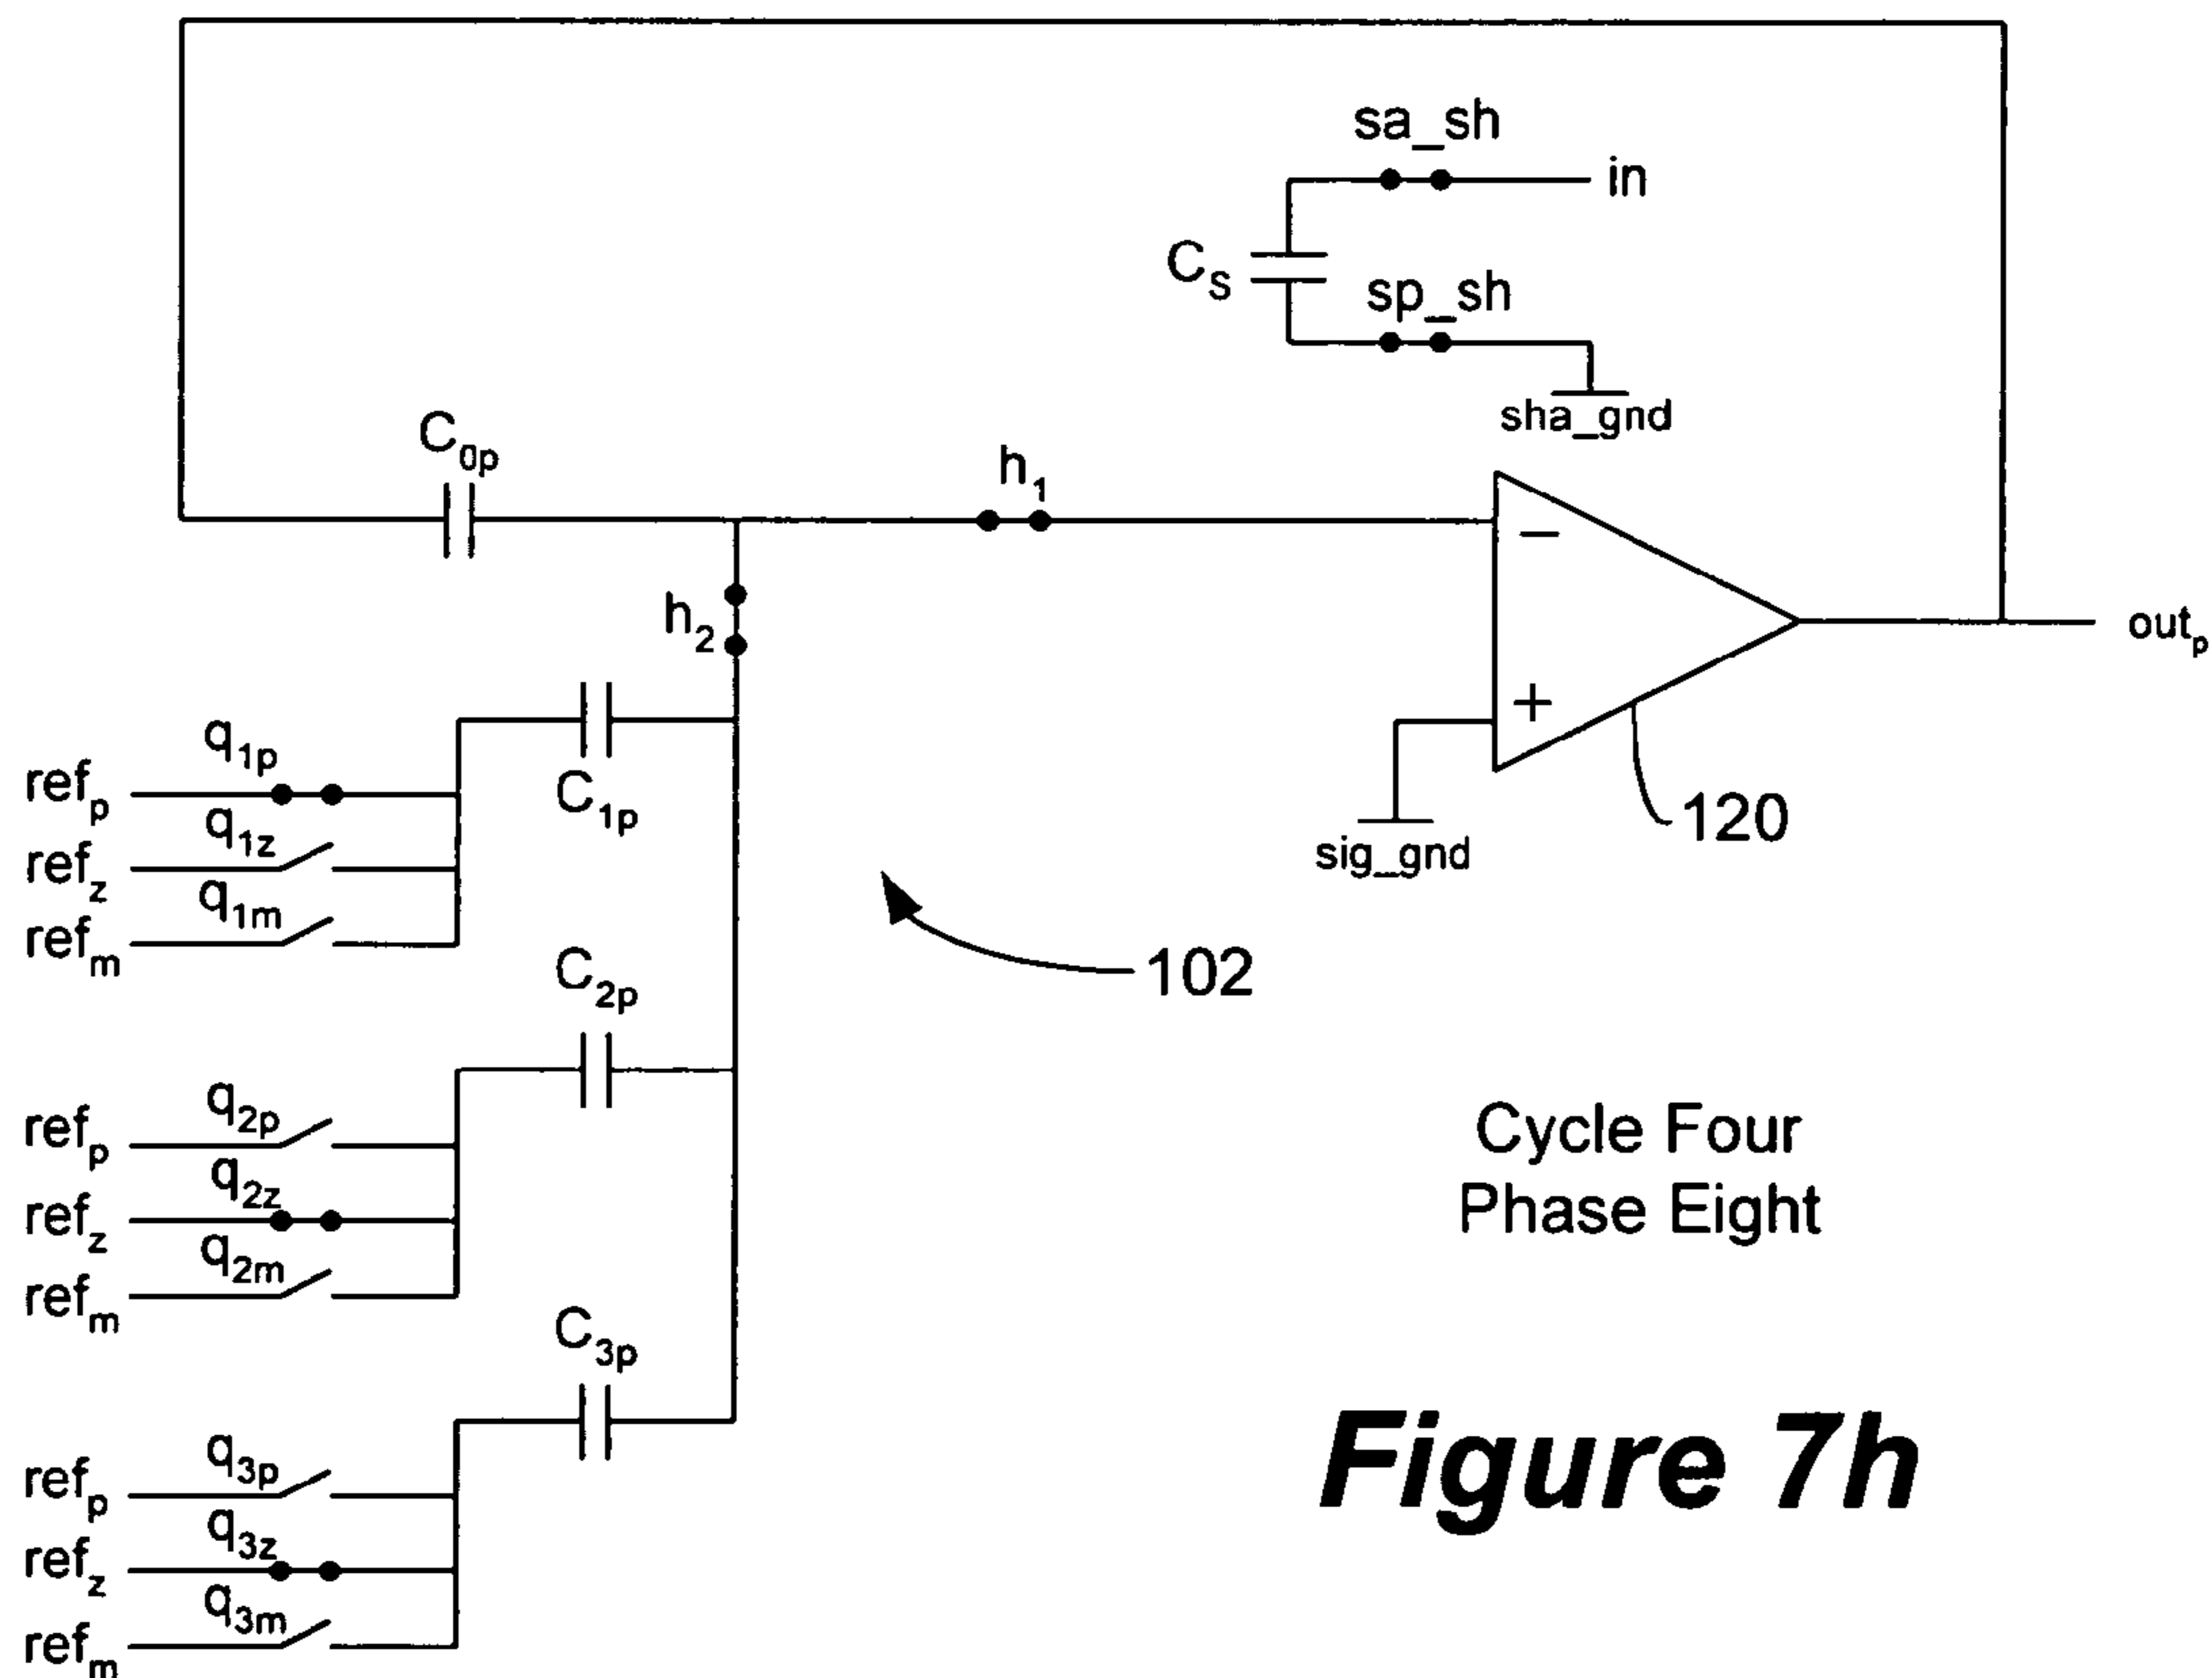 sa_sh
in
C_S
sp_sh
sha_gnd
C_0p
h_1
−
h_2
out_p
+
q_1p
ref_p
C_1p
120
q_1z
ref_z
sig_gnd
q_1m
ref_m
C_2p
102
q_2p
ref_p
q_2z
ref_z
q_2m
ref_m
Cycle Four
Phase Eight
C_3p
q_3p
ref_p
q_3z
ref_z
q_3m
ref_m
Figure 7h